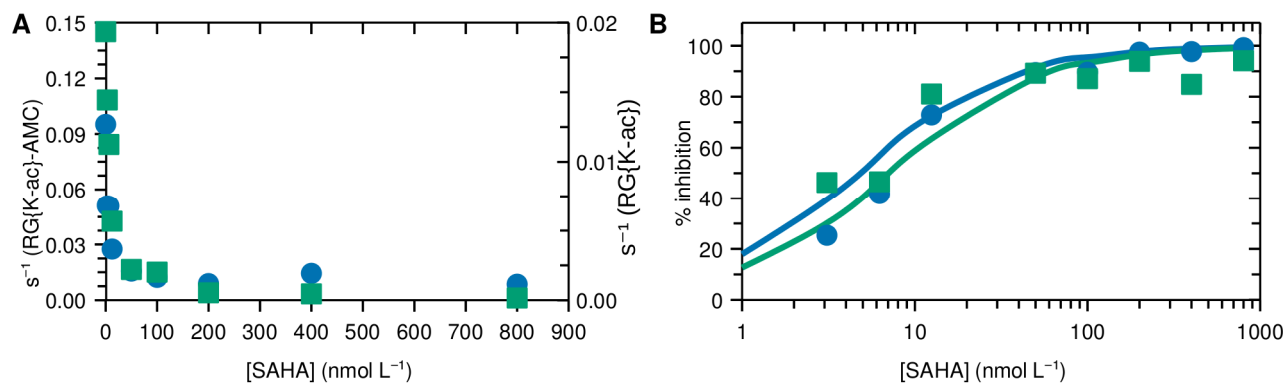 A
0.15
0.12
0.09
0.06
0.03
0.00
s⁻¹ (RG{K-ac}-AMC)
0 100 200 300 400 500 600 700 800 900
[SAHA] (nmol L⁻¹)
0.02
0.01
0.00
s⁻¹ (RG{K-ac})
B
100
80
60
40
20
0
% inhibition
1 10 100 1000
[SAHA] (nmol L⁻¹)